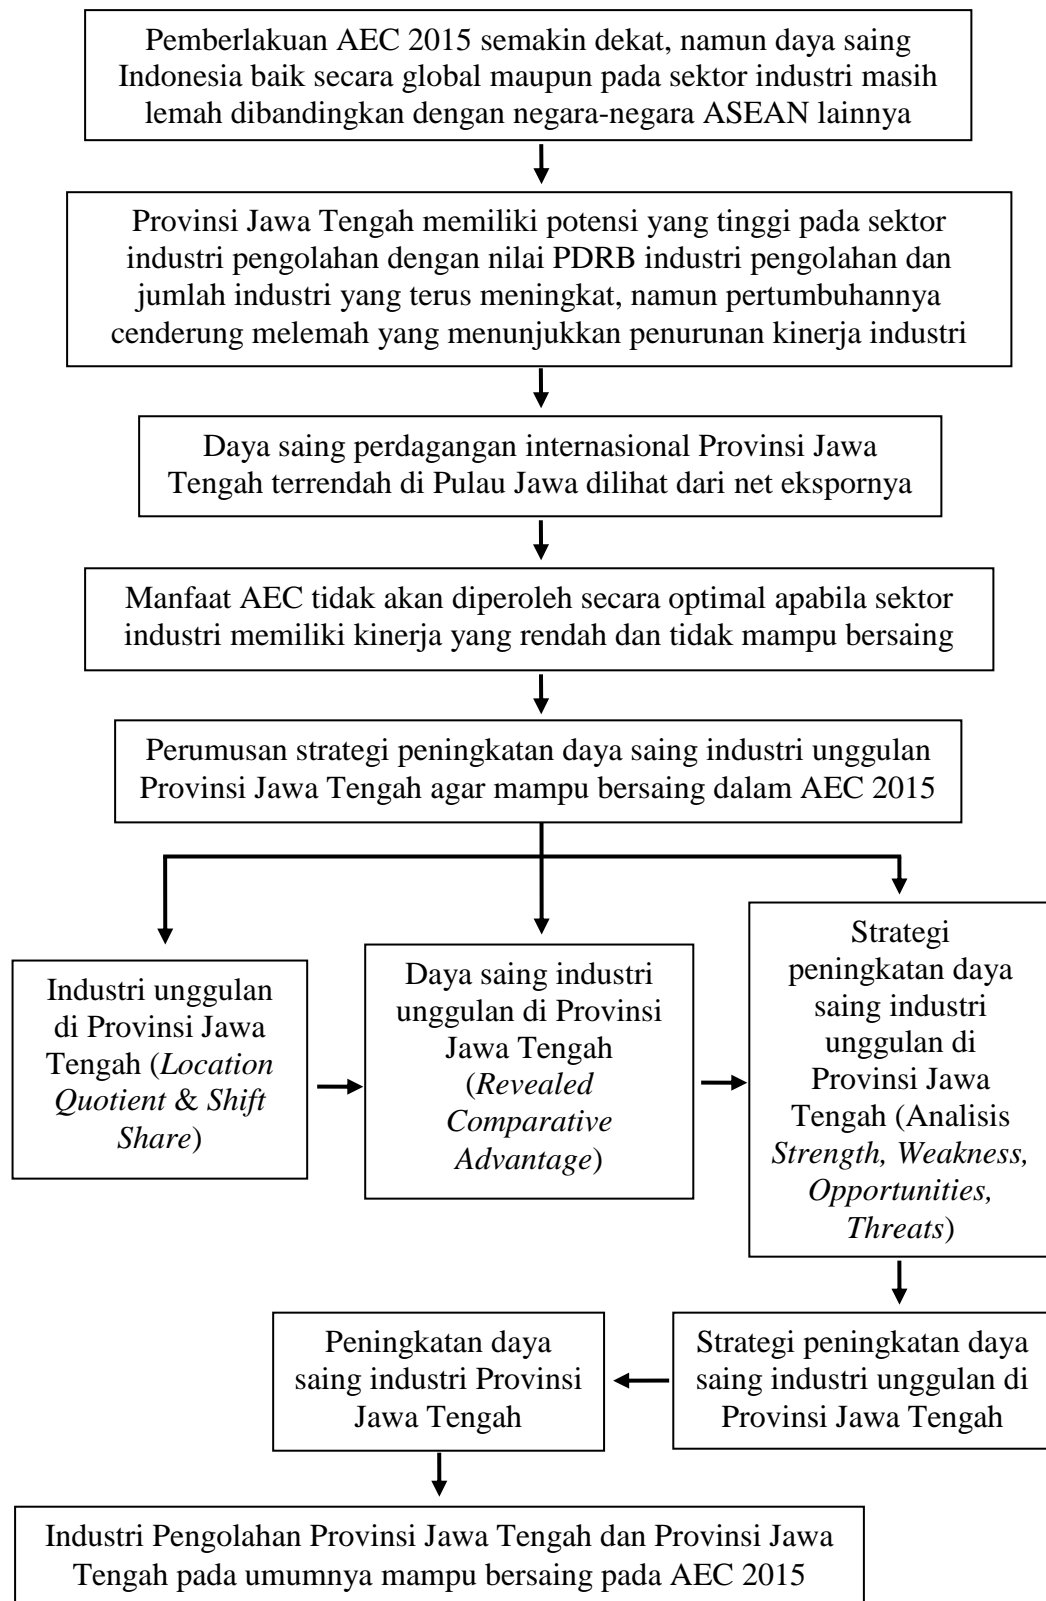 Pemberlakuan AEC 2015 semakin dekat, namun daya saing
Indonesia baik secara global maupun pada sektor industri masih
lemah dibandingkan dengan negara-negara ASEAN lainnya
Provinsi Jawa Tengah memiliki potensi yang tinggi pada sektor
industri pengolahan dengan nilai PDRB industri pengolahan dan
jumlah industri yang terus meningkat, namun pertumbuhannya
cenderung melemah yang menunjukkan penurunan kinerja industri
Daya saing perdagangan internasional Provinsi Jawa
Tengah terrendah di Pulau Jawa dilihat dari net ekspornya
Manfaat AEC tidak akan diperoleh secara optimal apabila sektor
industri memiliki kinerja yang rendah dan tidak mampu bersaing
Perumusan strategi peningkatan daya saing industri unggulan
Provinsi Jawa Tengah agar mampu bersaing dalam AEC 2015
Industri unggulan
di Provinsi Jawa
Tengah (Location
Quotient & Shift
Share)
Daya saing industri
unggulan di Provinsi
Jawa Tengah
(Revealed
Comparative
Advantage)
Strategi
peningkatan daya
saing industri
unggulan di
Provinsi Jawa
Tengah (Analisis
Strength, Weakness,
Opportunities,
Threats)
Strategi peningkatan daya
saing industri unggulan di
Provinsi Jawa Tengah
Peningkatan daya
saing industri Provinsi
Jawa Tengah
Industri Pengolahan Provinsi Jawa Tengah dan Provinsi Jawa
Tengah pada umumnya mampu bersaing pada AEC 2015